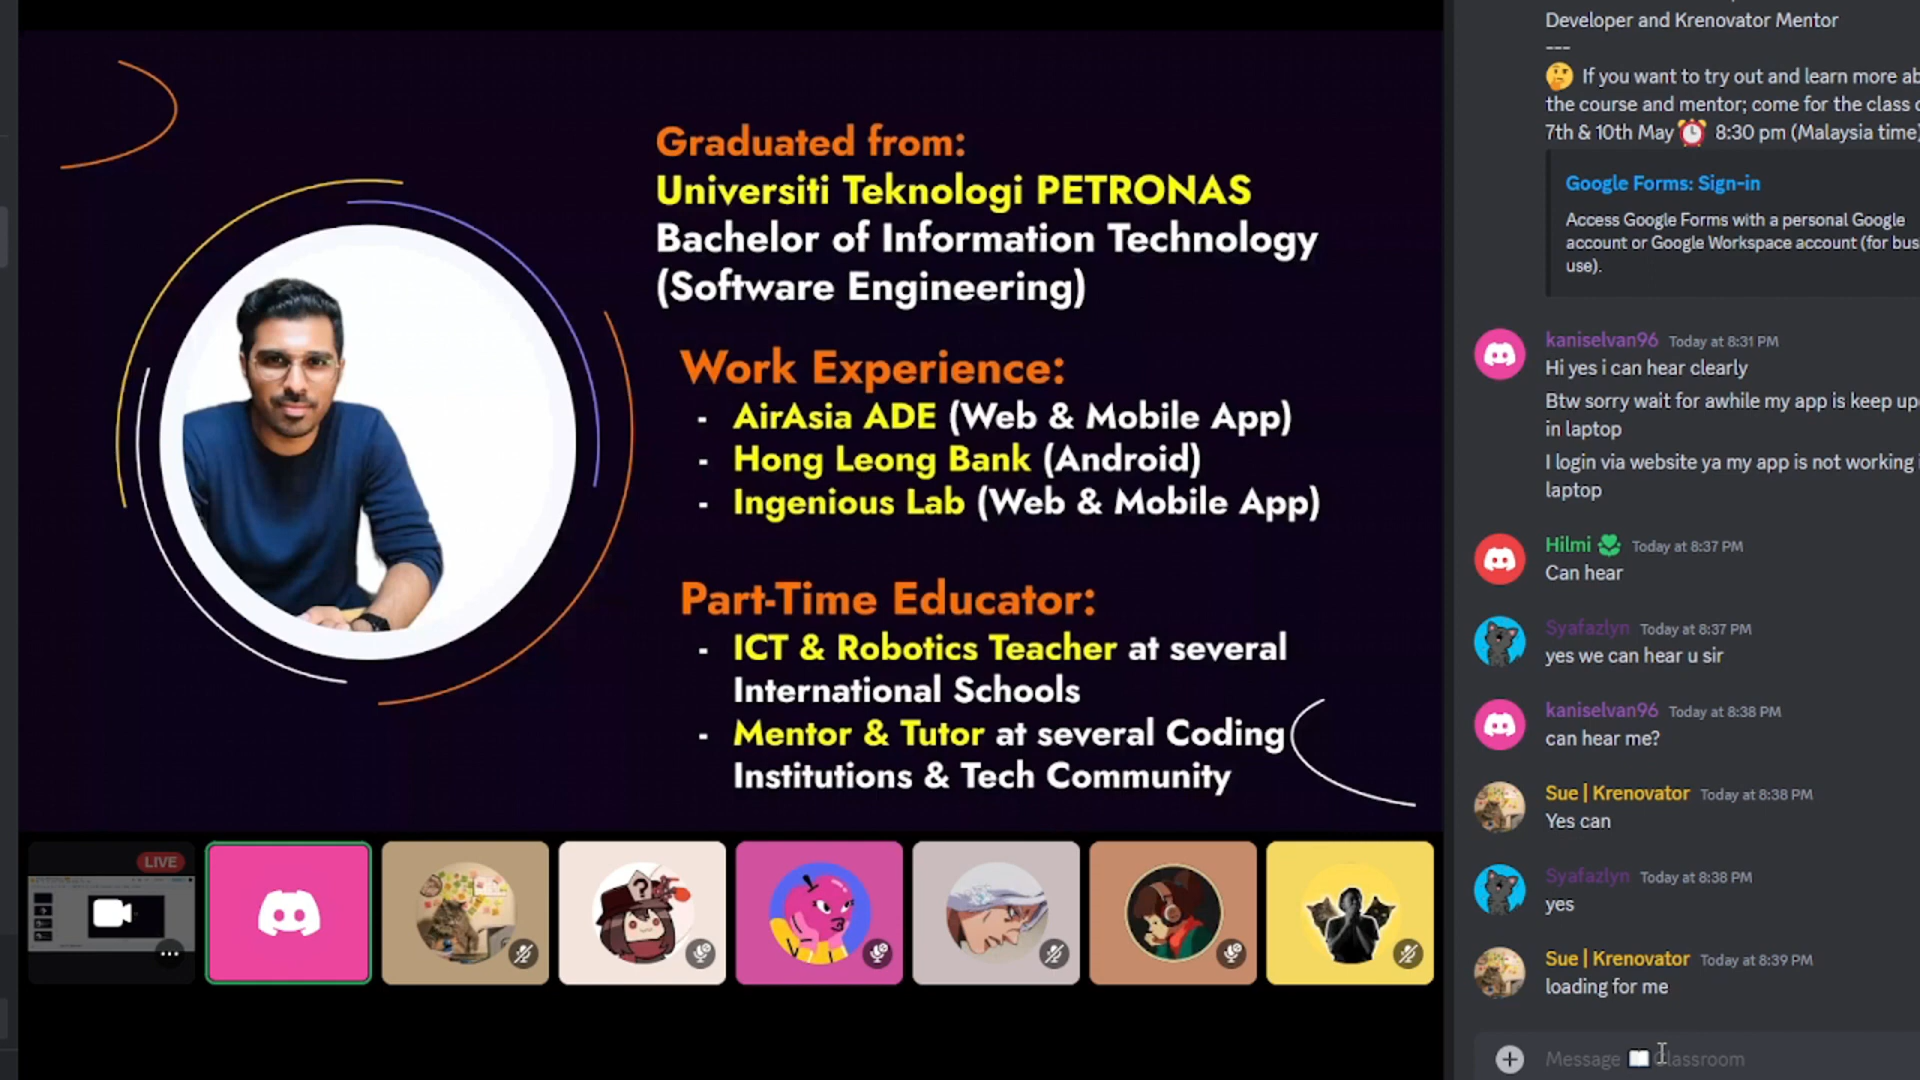 Graduated from:
Universiti Teknologi PETRONAS
Bachelor of Information Technology
(Software Engineering)
Work Experience:
- AirAsia ADE (Web & Mobile App)
- Hong Leong Bank (Android)
- Ingenious Lab (Web & Mobile App)
Part-Time Educator:
- ICT & Robotics Teacher at several
International Schools
- Mentor & Tutor at several Coding
Institutions & Tech Community
LIVE
?
Developer and Krenovator Mentor
---
🤔 If you want to try out and learn more ab
the course and mentor; come for the class o
7th & 10th May ⏰ 8:30 pm (Malaysia time)
Google Forms: Sign-in
Access Google Forms with a personal Google
account or Google Workspace account (for bus
use).
kaniselvan96 Today at 8:31 PM
Hi yes i can hear clearly
Btw sorry wait for awhile my app is keep up
in laptop
I login via website ya my app is not working i
laptop
Hilmi Today at 8:37 PM
Can hear
Syafazlyn Today at 8:37 PM
yes we can hear u sir
kaniselvan96 Today at 8:38 PM
can hear me?
Sue | Krenovator Today at 8:38 PM
Yes can
Syafazlyn Today at 8:38 PM
yes
Sue | Krenovator Today at 8:39 PM
loading for me
Message 📖 Classroom